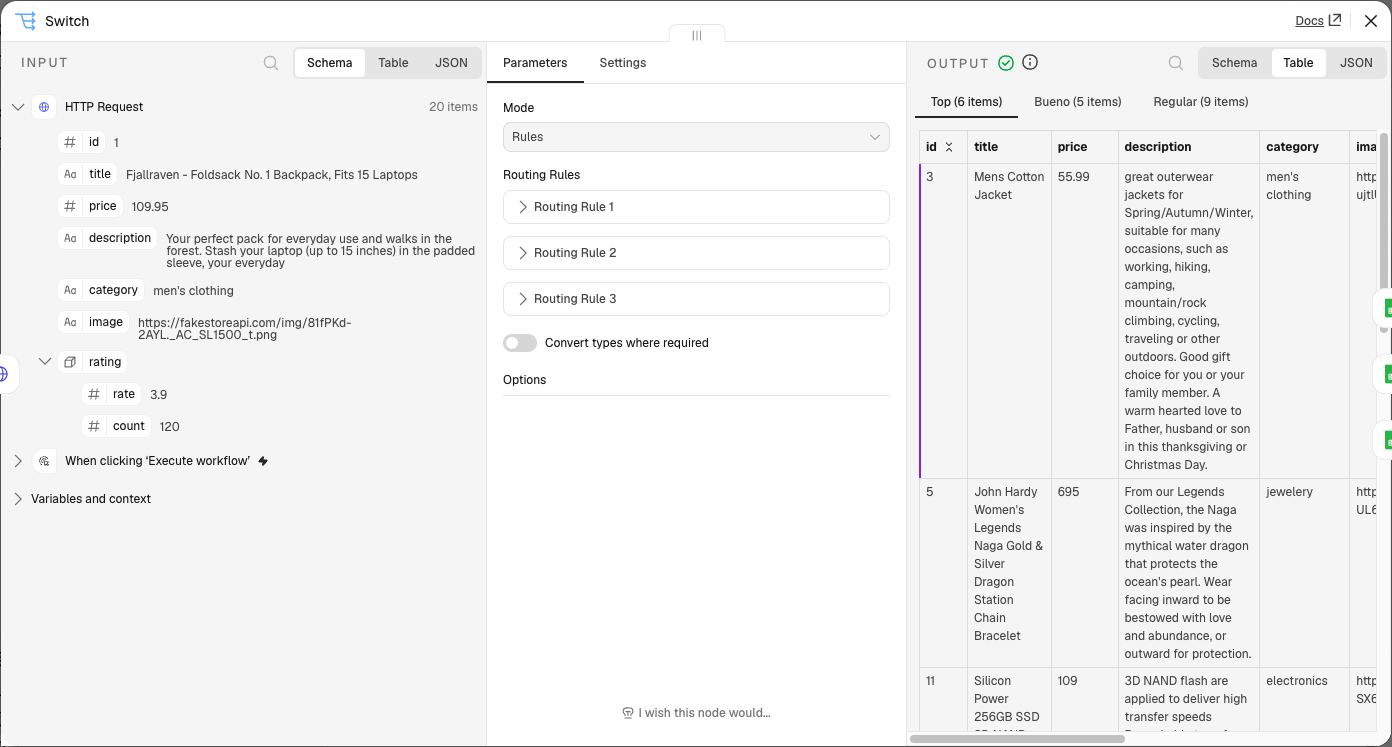 Switch
Docs
INPUT
Schema
Table
JSON
HTTP Request
20 items
# id 1
Aa title Fjallraven - Foldsack No. 1 Backpack, Fits 15 Laptops
# price 109.95
Aa description Your perfect pack for everyday use and walks in the
forest. Stash your laptop (up to 15 inches) in the padded
sleeve, your everyday
Aa category men's clothing
Aa image https://fakestoreapi.com/img/81fPKd-
2AYL._AC_SL1500_t.png
rating
# rate 3.9
# count 120
When clicking ‘Execute workflow’
Variables and context
Parameters
Settings
Mode
Rules
Routing Rules
Routing Rule 1
Routing Rule 2
Routing Rule 3
Convert types where required
Options
I wish this node would...
OUTPUT
Schema
Table
JSON
Top (6 items)
Bueno (5 items)
Regular (9 items)
id
title
price
description
category
ima
3
Mens Cotton
Jacket
55.99
great outerwear
jackets for
Spring/Autumn/Winter,
suitable for many
occasions, such as
working, hiking,
camping,
mountain/rock
climbing, cycling,
traveling or other
outdoors. Good gift
choice for you or your
family member. A
warm hearted love to
Father, husband or son
in this thanksgiving or
Christmas Day.
men's
clothing
http
ujtl
5
John Hardy
Women's
Legends
Naga Gold &
Silver
Dragon
Station
Chain
Bracelet
695
From our Legends
Collection, the Naga
was inspired by the
mythical water dragon
that protects the
ocean's pearl. Wear
facing inward to be
bestowed with love
and abundance, or
outward for protection.
jewelery
http
UL6
11
Silicon
Power
256GB SSD
109
3D NAND flash are
applied to deliver high
transfer speeds
electronics
http
SX6